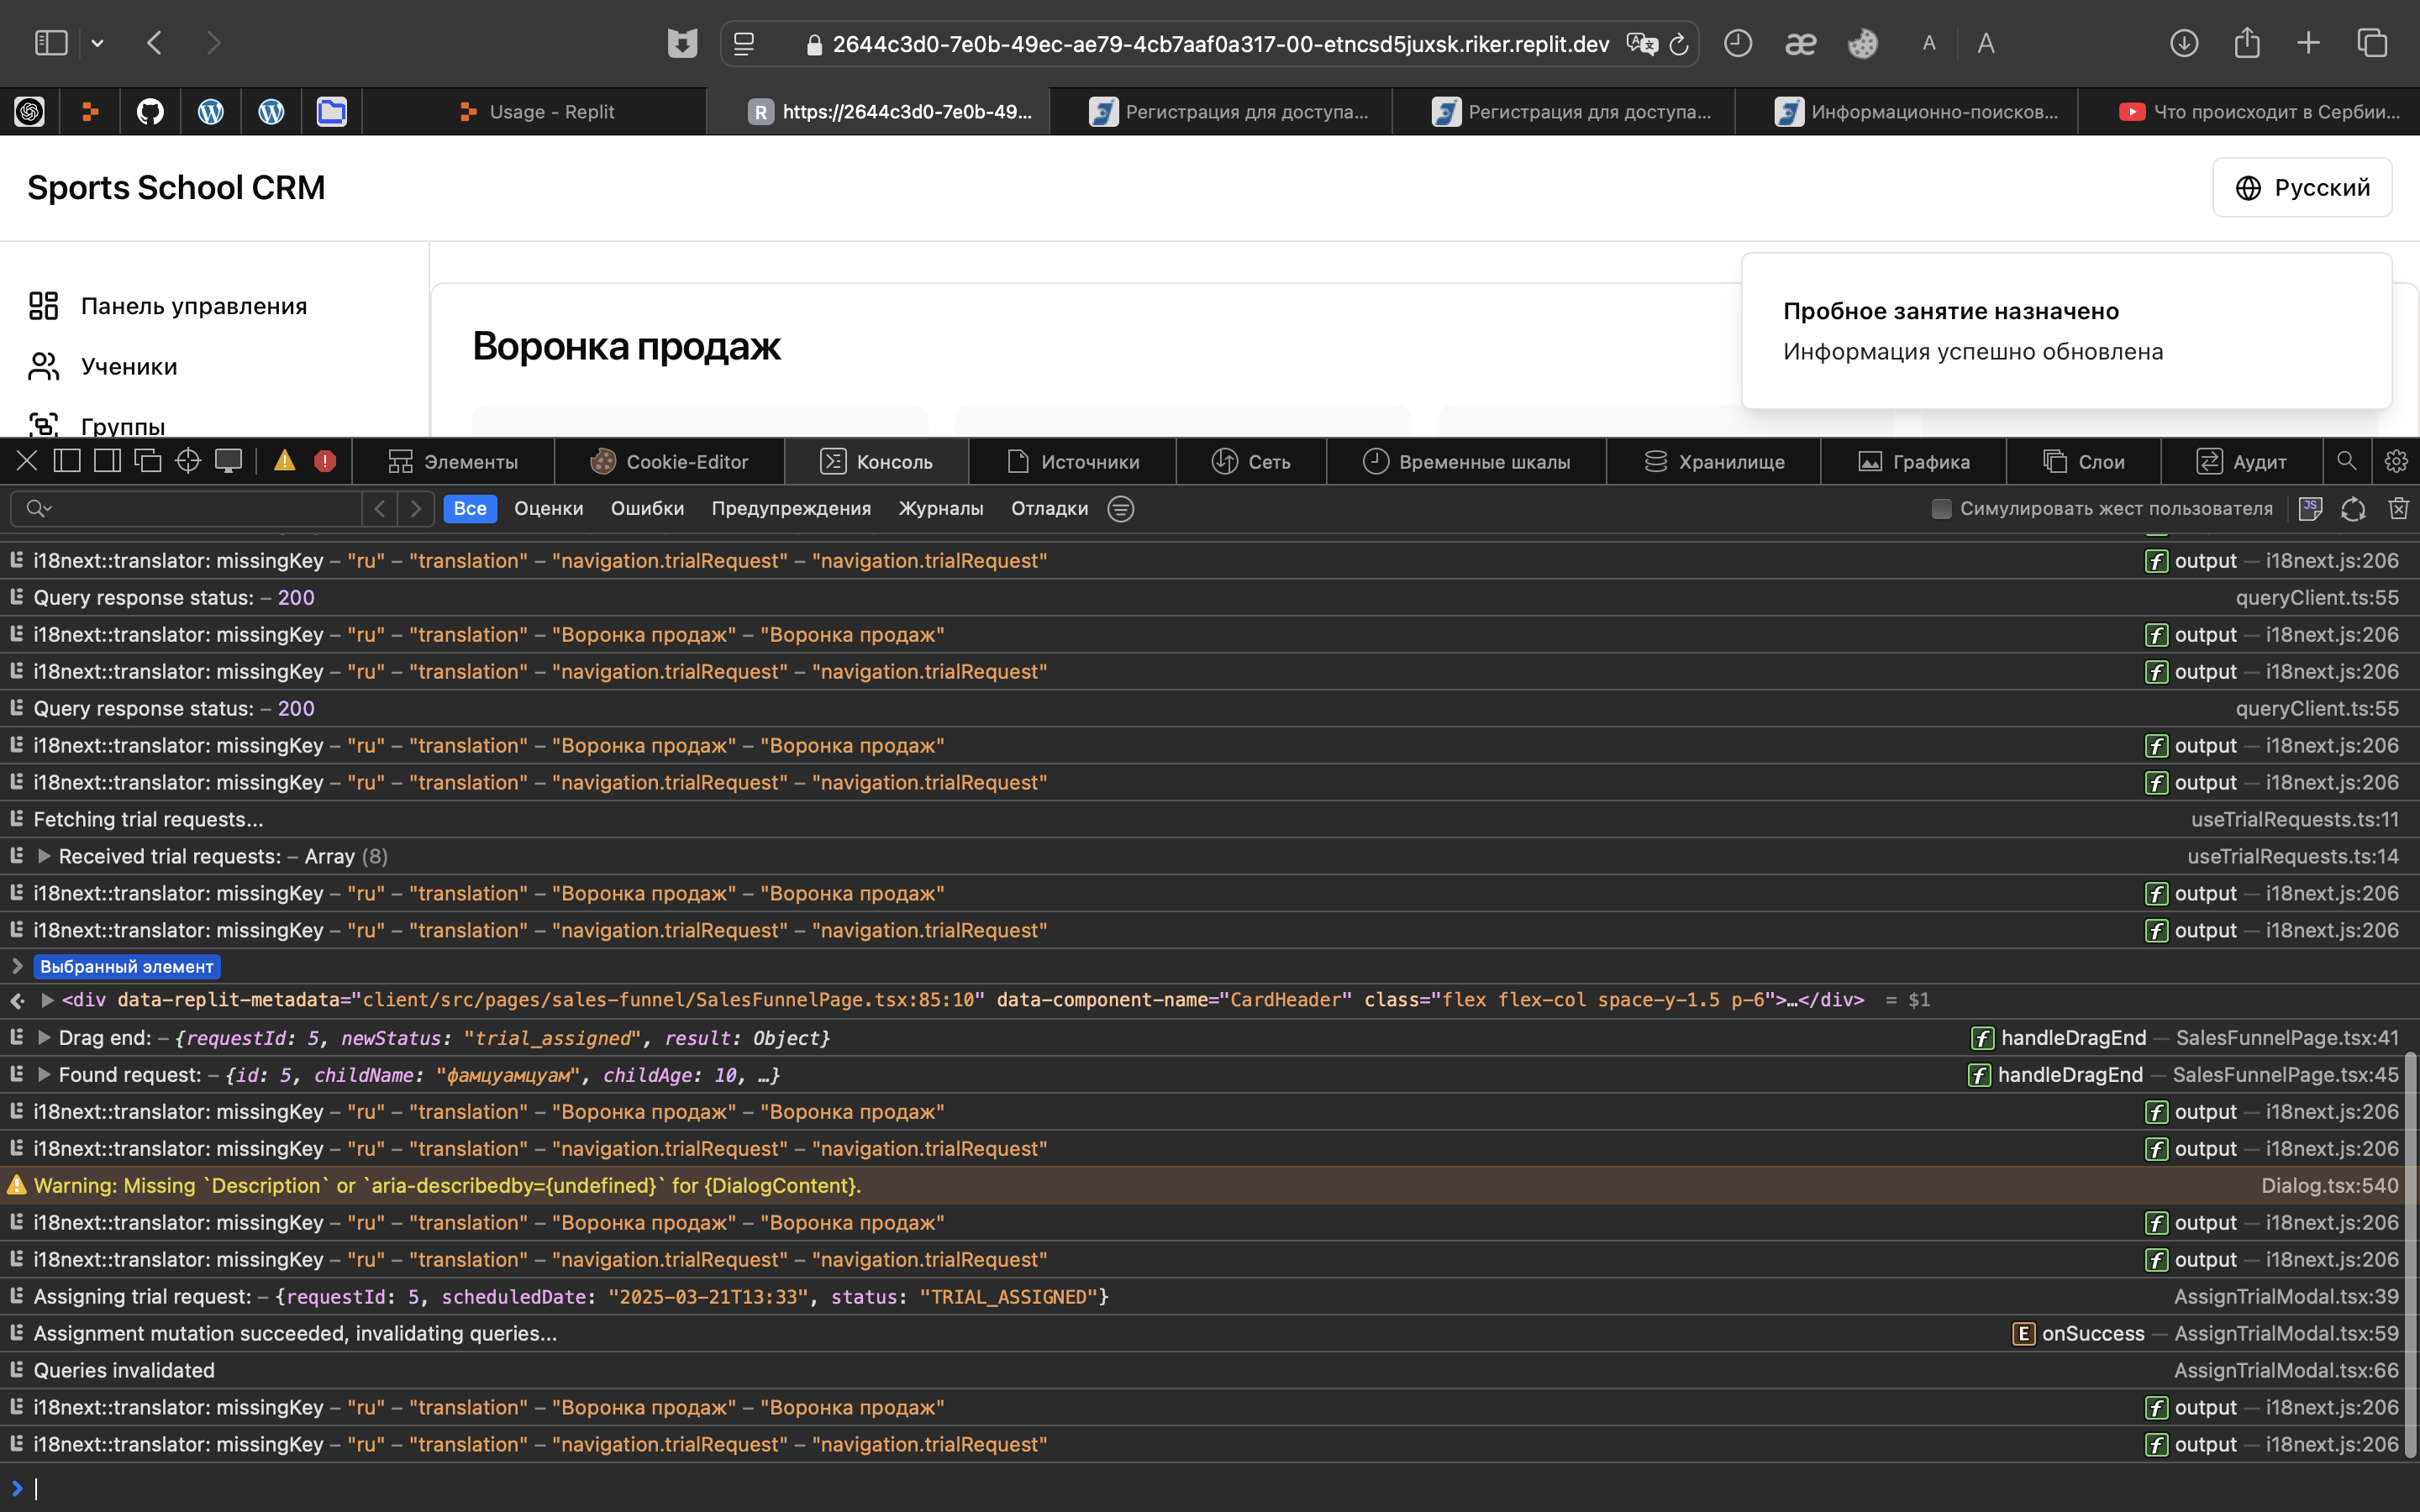 2644c3d0-7e0b-49ec-ae79-4cb7aaf0a317-00-etncsd5juxsk.riker.replit.dev
æ A A
Usage - Replit R https://2644c3d0-7e0b-49... Регистрация для доступа... Регистрация для доступа... Информационно-поисков... Что происходит в Сербии...
Sports School CRM
Русский
Панель управления
Ученики
Группы
Воронка продаж
Пробное занятие назначено
Информация успешно обновлена
Элементы Cookie-Editor Консоль Источники Сеть Временные шкалы Хранилище Графика Слои Аудит
Все Оценки Ошибки Предупреждения Журналы Отладки Симулировать жест пользователя
i18next::translator: missingKey – "ru" – "translation" – "navigation.trialRequest" – "navigation.trialRequest" f output — i18next.js:206
Query response status: – 200 queryClient.ts:55
i18next::translator: missingKey – "ru" – "translation" – "Воронка продаж" – "Воронка продаж" f output — i18next.js:206
i18next::translator: missingKey – "ru" – "translation" – "navigation.trialRequest" – "navigation.trialRequest" f output — i18next.js:206
Query response status: – 200 queryClient.ts:55
i18next::translator: missingKey – "ru" – "translation" – "Воронка продаж" – "Воронка продаж" f output — i18next.js:206
i18next::translator: missingKey – "ru" – "translation" – "navigation.trialRequest" – "navigation.trialRequest" f output — i18next.js:206
Fetching trial requests... useTrialRequests.ts:11
Received trial requests: – Array (8) useTrialRequests.ts:14
i18next::translator: missingKey – "ru" – "translation" – "Воронка продаж" – "Воронка продаж" f output — i18next.js:206
i18next::translator: missingKey – "ru" – "translation" – "navigation.trialRequest" – "navigation.trialRequest" f output — i18next.js:206
Выбранный элемент
<div data-replit-metadata="client/src/pages/sales-funnel/SalesFunnelPage.tsx:85:10" data-component-name="CardHeader" class="flex flex-col space-y-1.5 p-6">…</div> = $1
Drag end: – {requestId: 5, newStatus: "trial_assigned", result: Object} f handleDragEnd — SalesFunnelPage.tsx:41
Found request: – {id: 5, childName: "фамцуамцуам", childAge: 10, …} f handleDragEnd — SalesFunnelPage.tsx:45
i18next::translator: missingKey – "ru" – "translation" – "Воронка продаж" – "Воронка продаж" f output — i18next.js:206
i18next::translator: missingKey – "ru" – "translation" – "navigation.trialRequest" – "navigation.trialRequest" f output — i18next.js:206
Warning: Missing `Description` or `aria-describedby={undefined}` for {DialogContent}. Dialog.tsx:540
i18next::translator: missingKey – "ru" – "translation" – "Воронка продаж" – "Воронка продаж" f output — i18next.js:206
i18next::translator: missingKey – "ru" – "translation" – "navigation.trialRequest" – "navigation.trialRequest" f output — i18next.js:206
Assigning trial request: – {requestId: 5, scheduledDate: "2025-03-21T13:33", status: "TRIAL_ASSIGNED"} AssignTrialModal.tsx:39
Assignment mutation succeeded, invalidating queries... E onSuccess — AssignTrialModal.tsx:59
Queries invalidated AssignTrialModal.tsx:66
i18next::translator: missingKey – "ru" – "translation" – "Воронка продаж" – "Воронка продаж" f output — i18next.js:206
i18next::translator: missingKey – "ru" – "translation" – "navigation.trialRequest" – "navigation.trialRequest" f output — i18next.js:206